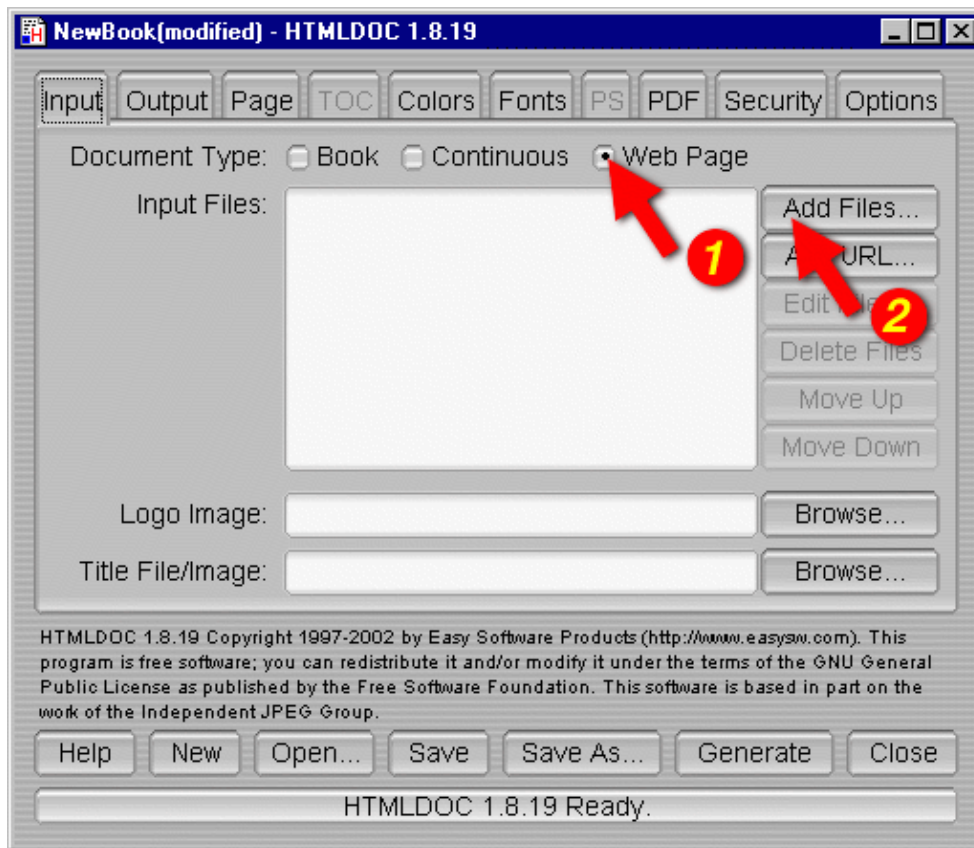 NewBook(modified) - HTMLDOC 1.8.19
Input Output Page TOC Colors Fonts PS PDF Security Options
Document Type: Book Continuous Web Page
Input Files:
Add Files...
1
URL...
2
Edit
Delete Files
Move Up
Move Down
Logo Image: Browse...
Title File/Image: Browse...
HTMLDOC 1.8.19 Copyright 1997-2002 by Easy Software Products (http://www.easysw.com). This
program is free software; you can redistribute it and/or modify it under the terms of the GNU General
Public License as published by the Free Software Foundation. This software is based in part on the
work of the Independent JPEG Group.
Help New Open... Save Save As... Generate Close
HTMLDOC 1.8.19 Ready.